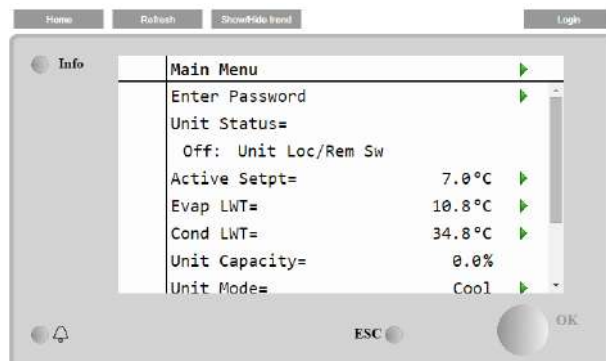 Home Refresh Show/Hide trend Login
Info
Main Menu
Enter Password
Unit Status=
Off: Unit Loc/Rem Sw
Active Setpt= 7.0°C
Evap LWT= 10.8°C
Cond LWT= 34.8°C
Unit Capacity= 0.0%
Unit Mode= Cool
ESC OK